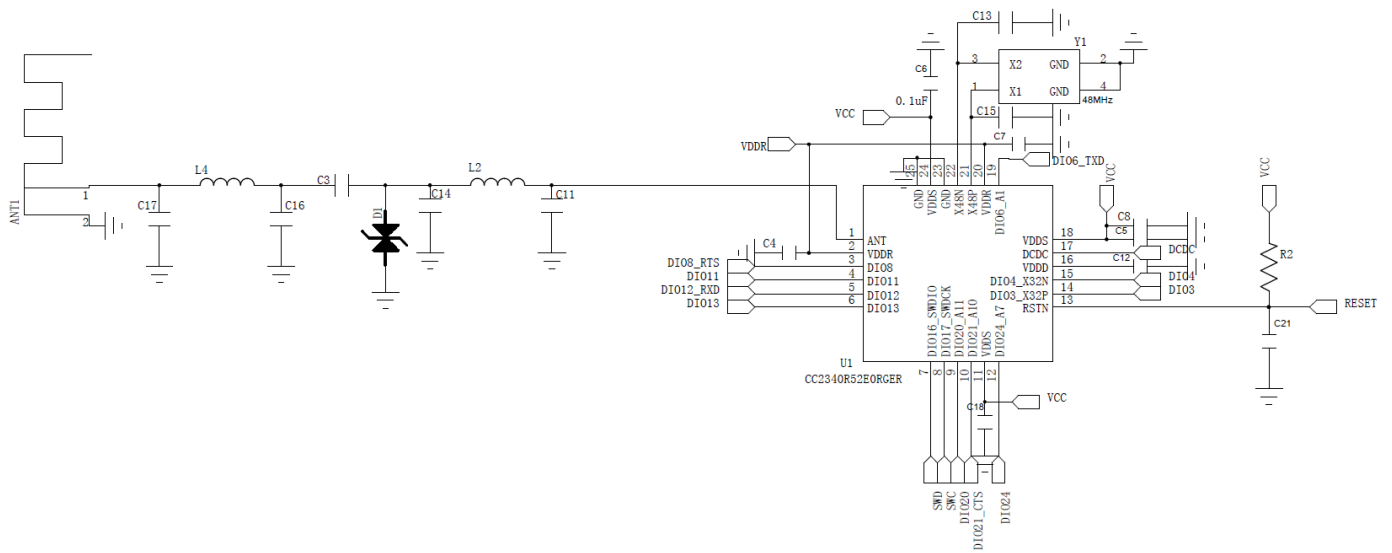 C13
Y1
C6
3
X2
GND
2
1
X1
GND
4
0.1uF
48MHz
VCC
C15
C7
VDDR
DIO6_TXD
VCC
VCC
L4
C3
L2
1
2
ANT1
C17
C16
D1
C14
C11
25
24
23
22
21
20
19
GND
VDDS
GND
X48N
X48P
VDDR
DIO6_A1
C8
C5
1
ANT
VDDS
18
C4
2
VDDR
DCDC
17
DCDC
C12
DIO8_RTS
3
DIO8
VDDD
16
DIO11
4
DIO11
DIO4_X32N
15
DIO4
DIO12_RXD
5
DIO12
DIO3_X32P
14
DIO3
DIO13
6
DIO13
RSTN
13
R2
RESET
C21
DIO16_SWDIO
DIO17_SWDCK
DIO20_A11
DIO21_A10
VDDS
DIO24_A7
U1
CC2340R52E0RGER
7
8
9
10
11
12
C18
VCC
SWD
SWC
DIO20
DIO21_CTS
DIO24